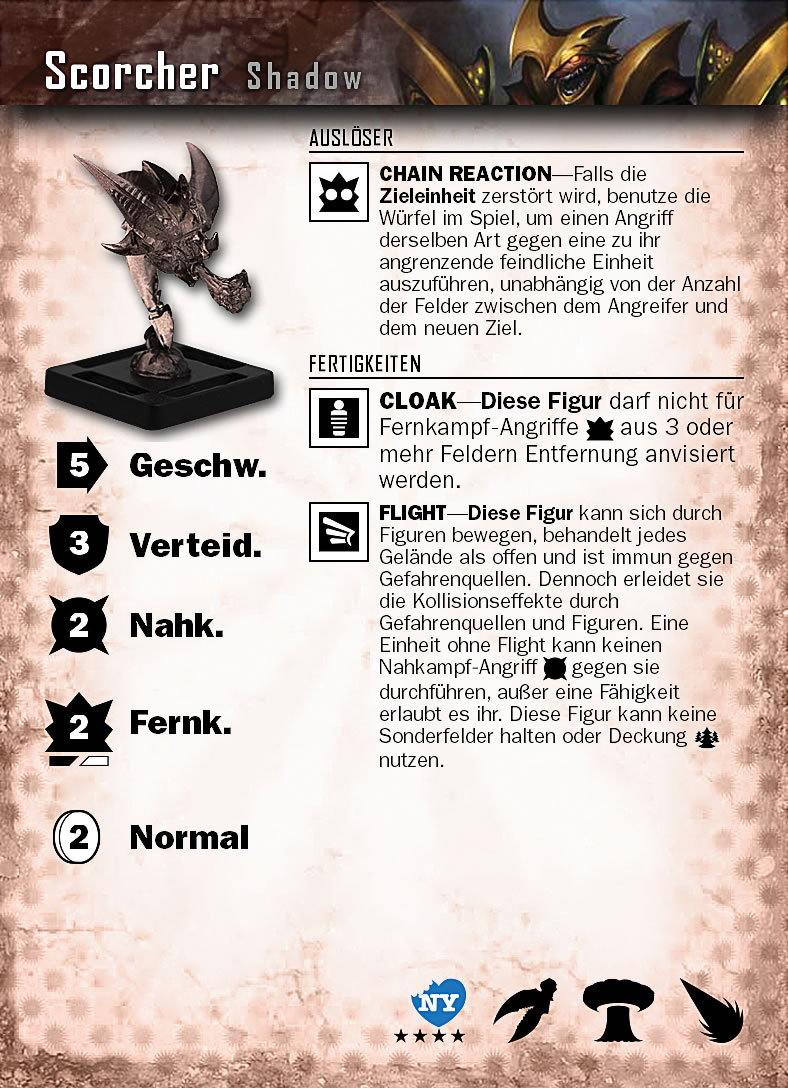 Scorcher Shadow
AUSLÖSER
CHAIN REACTION—Falls die
Zieleinheit zerstört wird, benutze die
Würfel im Spiel, um einen Angriff
derselben Art gegen eine zu ihr
angrenzende feindliche Einheit
auszuführen, unabhängig von der Anzahl
der Felder zwischen dem Angreifer und
dem neuen Ziel.
FERTIGKEITEN
CLOAK—Diese Figur darf nicht für
Fernkampf-Angriffe aus 3 oder
mehr Feldern Entfernung anvisiert
werden.
FLIGHT—Diese Figur kann sich durch
Figuren bewegen, behandelt jedes
Gelände als offen und ist immun gegen
Gefahrenquellen. Dennoch erleidet sie
die Kollisionseffekte durch
Gefahrenquellen und Figuren. Eine
Einheit ohne Flight kann keinen
Nahkampf-Angriff gegen sie
durchführen, außer eine Fähigkeit
erlaubt es ihr. Diese Figur kann keine
Sonderfelder halten oder Deckung
nutzen.
5 Geschw.
3 Verteid.
2 Nahk.
2 Fernk.
2 Normal
NY